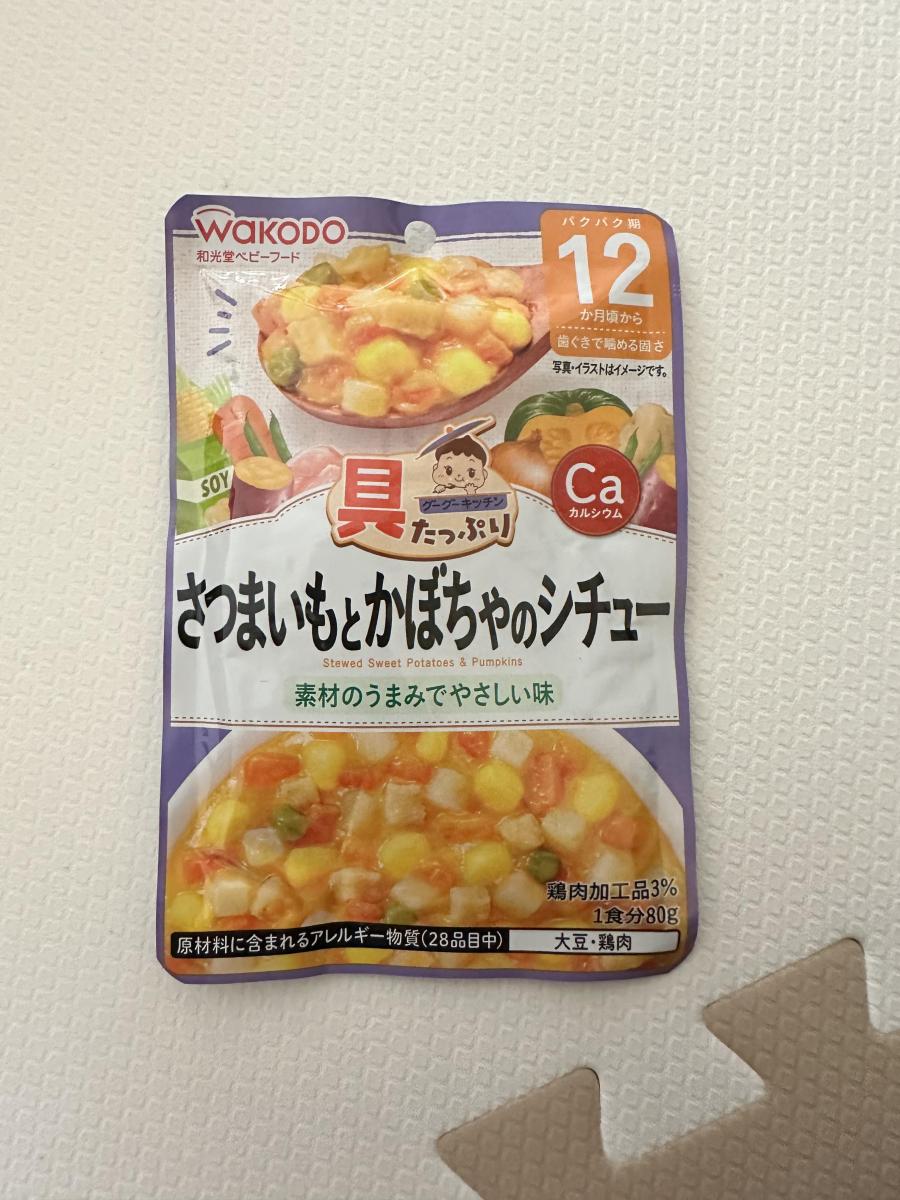 WaKODO
和光堂ベビーフード
パクパク期
12
か月頃から
歯ぐきで噛める固さ
写真・イラストはイメージです。
SOY
具たっぷり
グーグーキッチン
Ca
カルシウム
さつまいもとかぼちゃのシチュー
Stewed Sweet Potatoes & Pumpkins
素材のうまみでやさしい味
鶏肉加工品3%
1食分80g
原材料に含まれるアレルギー物質(28品目中) 大豆・鶏肉